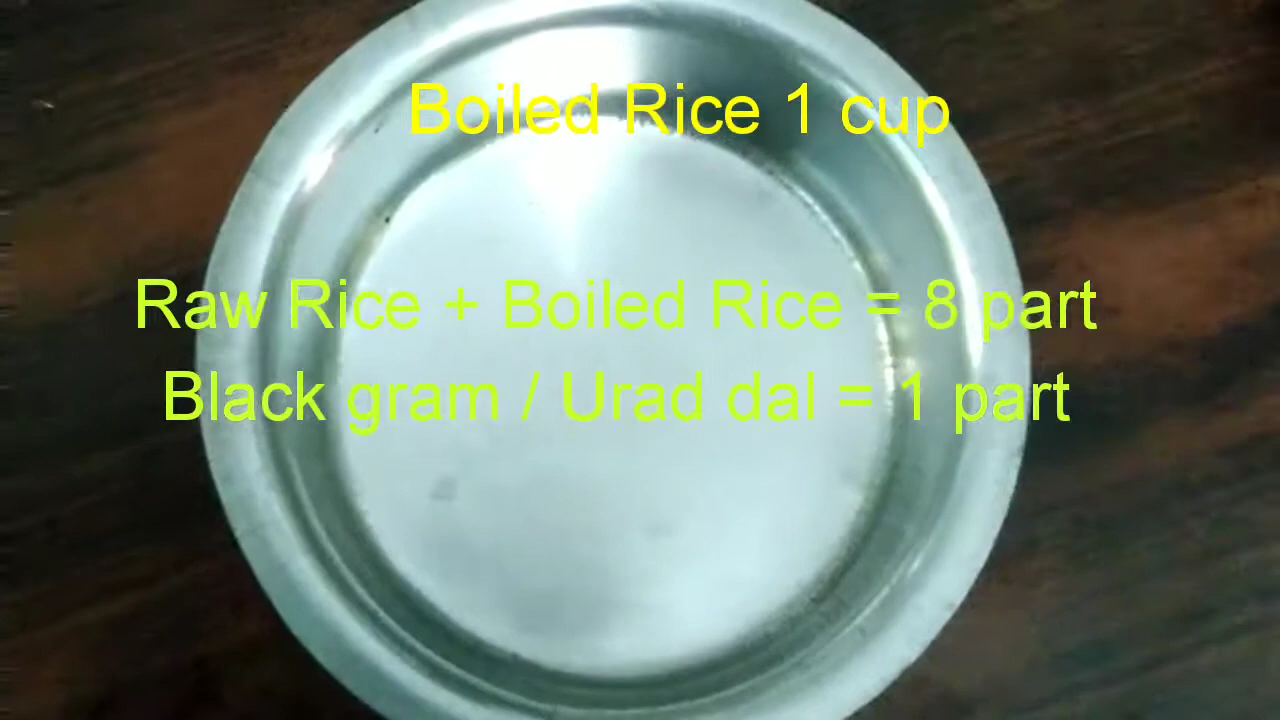 Boiled Rice 1 cup
Raw Rice + Boiled Rice = 8 part
Black gram / Urad dal = 1 part